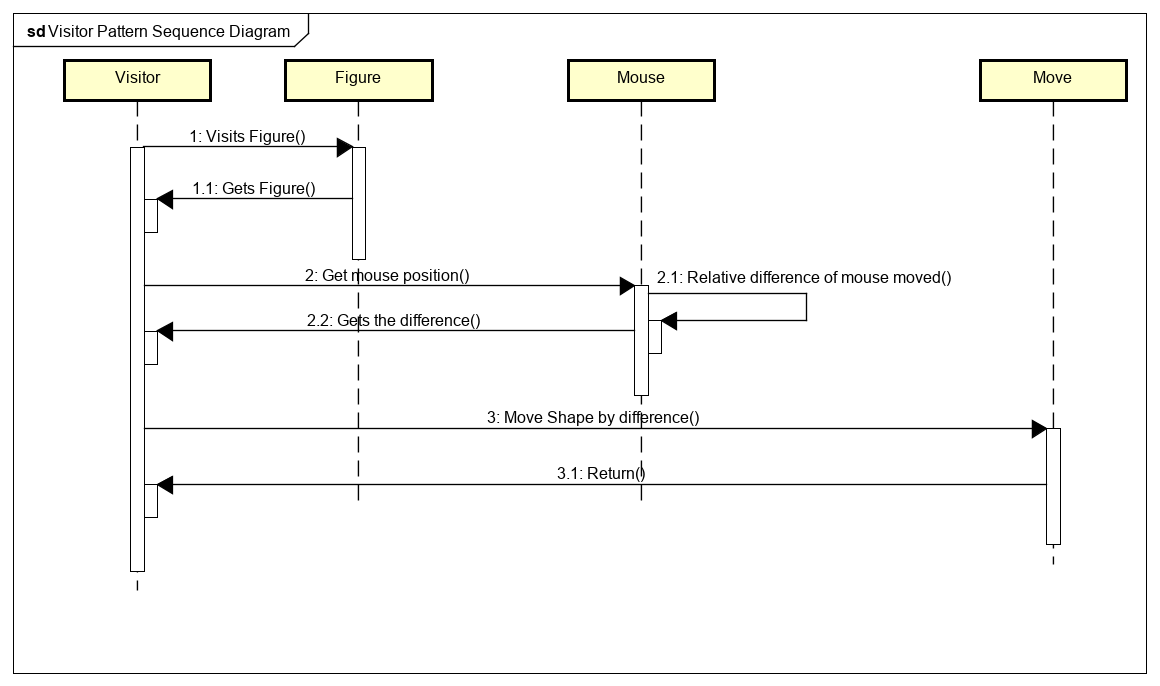 sd Visitor Pattern Sequence Diagram
Visitor
Figure
Mouse
Move
1: Visits Figure()
1.1: Gets Figure()
2: Get mouse position()
2.1: Relative difference of mouse moved()
2.2: Gets the difference()
3: Move Shape by difference()
3.1: Return()